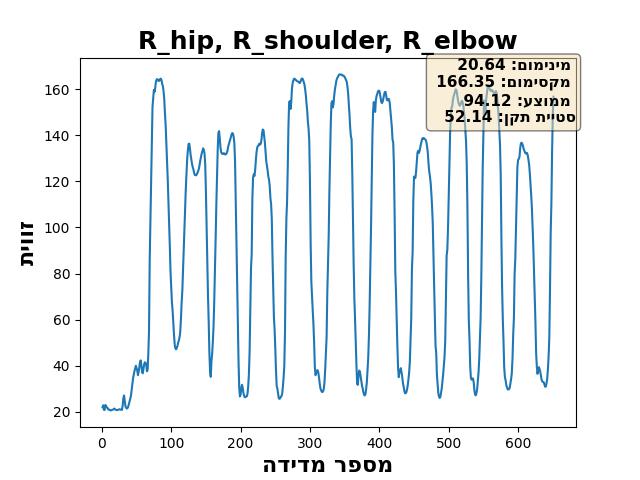 R_hip, R_shoulder, R_elbow
מינימום: 20.64
מקסימום: 166.35
ממוצע: 94.12
סטיית תקן: 52.14
זווית
160
140
120
100
80
60
40
20
0 100 200 300 400 500 600
מספר מדידה